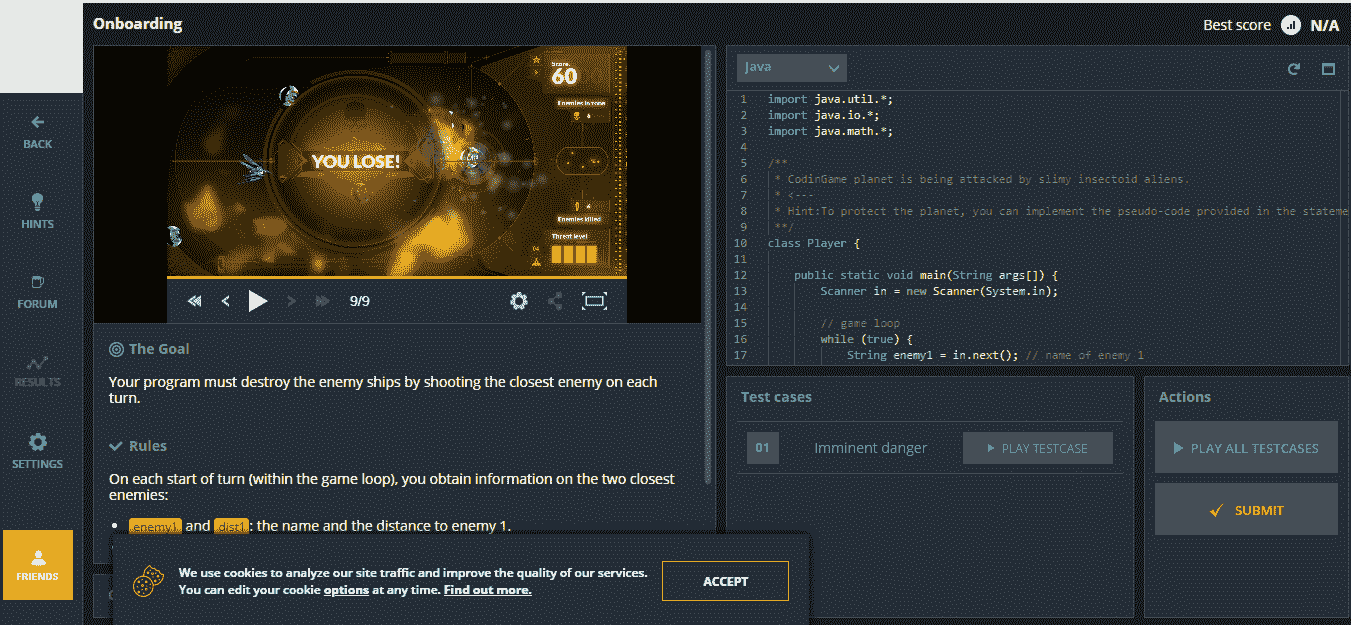 Onboarding
Best score N/A
BACK
HINTS
FORUM
RESULTS
SETTINGS
FRIENDS
Score
60
Enemies in zone
YOU LOSE!
Enemies killed
Threat level
9/9
The Goal
Your program must destroy the enemy ships by shooting the closest enemy on each
turn.
Rules
On each start of turn (within the game loop), you obtain information on the two closest
enemies:
• enemy1 and dist1: the name and the distance to enemy 1.
Java
1 import java.util.*;
2 import java.io.*;
3 import java.math.*;
4
5 /**
6 * CodinGame planet is being attacked by slimy insectoid aliens.
7 * <---
8 * Hint:To protect the planet, you can implement the pseudo-code provided in the stateme
9 **/
10 class Player {
11
12 public static void main(String args[]) {
13 Scanner in = new Scanner(System.in);
14
15 // game loop
16 while (true) {
17 String enemy1 = in.next(); // name of enemy 1
Test cases
01 Imminent danger PLAY TESTCASE
Actions
PLAY ALL TESTCASES
SUBMIT
We use cookies to analyze our site traffic and improve the quality of our services.
You can edit your cookie options at any time. Find out more.
ACCEPT